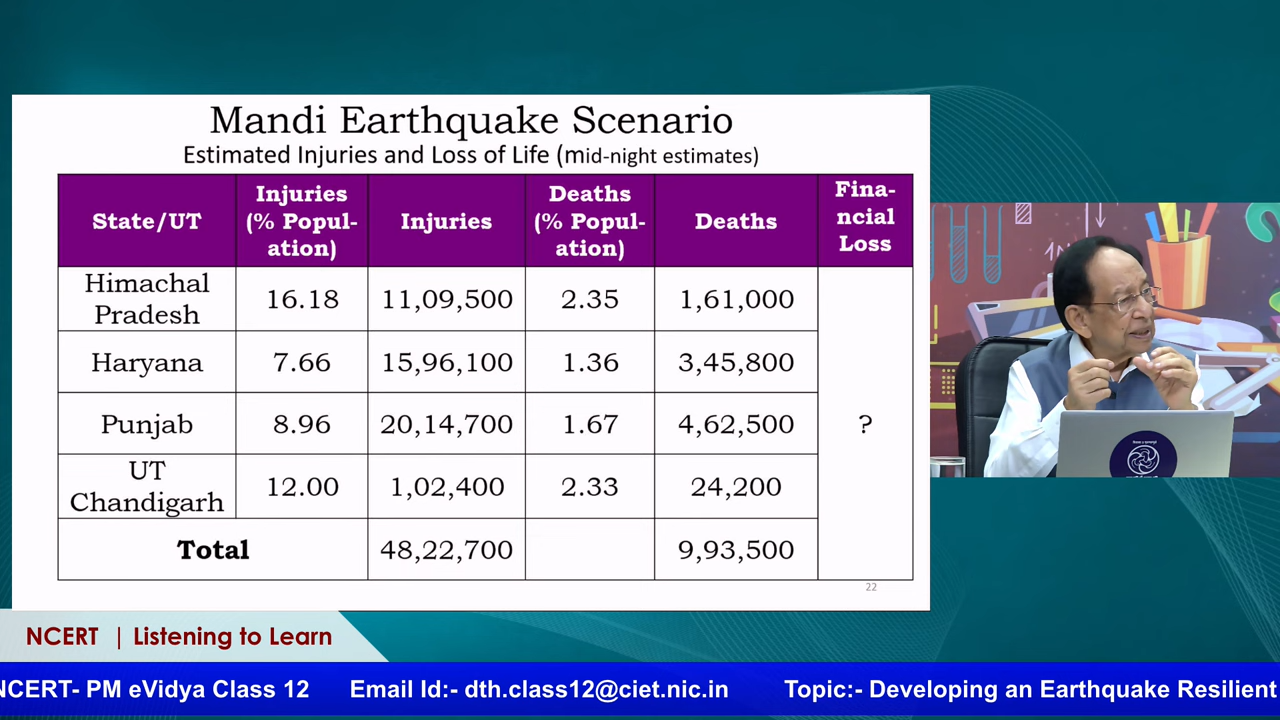 Mandi Earthquake Scenario
Estimated Injuries and Loss of Life (mid-night estimates)
State/UT
Injuries
(% Popul-
ation)
Injuries
Deaths
(% Popul-
ation)
Deaths
Fina-
ncial
Loss
Himachal
Pradesh
16.18
11,09,500
2.35
1,61,000
Haryana
7.66
15,96,100
1.36
3,45,800
Punjab
8.96
20,14,700
1.67
4,62,500
?
UT
Chandigarh
12.00
1,02,400
2.33
24,200
Total
48,22,700
9,93,500
22
NCERT | Listening to Learn
NCERT- PM eVidya Class 12 Email Id:- dth.class12@ciet.nic.in Topic:- Developing an Earthquake Resilient